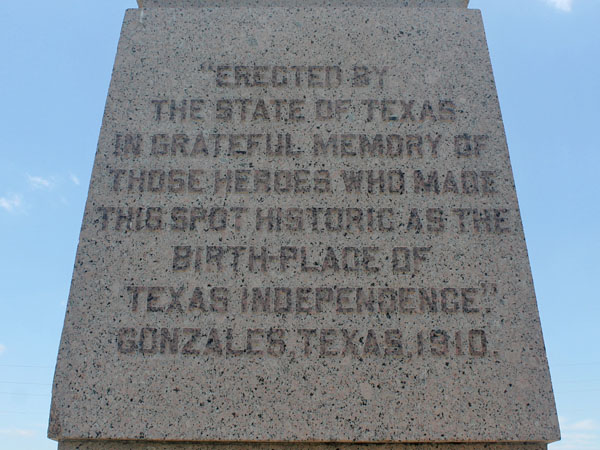 "ERECTED BY
THE STATE OF TEXAS
IN GRATEFUL MEMORY OF
THOSE HEROES WHO MADE
THIS SPOT HISTORIC AS THE
BIRTH-PLACE OF
TEXAS INDEPENDENCE".
GONZALES, TEXAS, 1910.